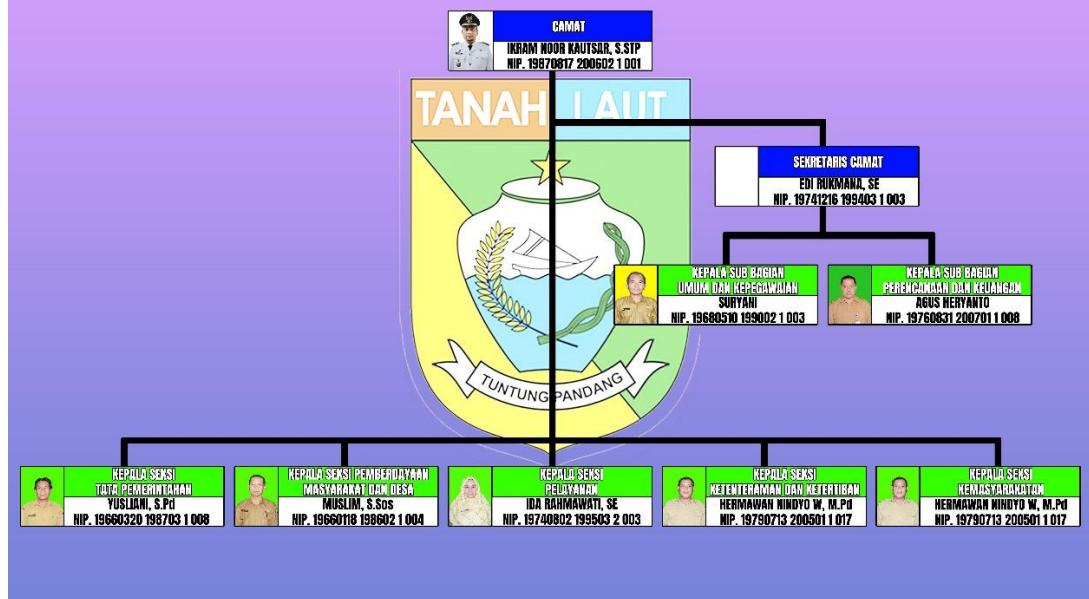 CAMAT
IKRAM NOOR KAUTSAR, S.STP
NIP. 19870817 200602 1 001
TANAH LAUT
SEKRETARIS CAMAT
EDI RUKMANA, SE
NIP. 19741216 199403 1 003
KEPALA SUB BAGIAN
UMUM DAN KEPEGAWAIAN
SURYANI
NIP. 19680510 199002 1 003
KEPALA SUB BAGIAN
PERENCANAAN DAN KEUANGAN
AGUS HERYANTO
NIP. 19760831 200701 1 008
TUNTUNG PANDANG
KEPALA SEKSI
TATA PEMERINTAHAN
YUSLIANI, S.Pd
NIP. 19660320 198703 1 008
KEPALA SEKSI PEMBERDAYAAN
MASYARAKAT DAN DESA
MUSLIM, S.Sos
NIP. 19660118 198602 1 004
KEPALA SEKSI
PELAYANAN
IDA RAHMAWATI, SE
NIP. 19740802 199503 2 003
KEPALA SEKSI
KETENTERAMAN DAN KETERTIBAN
HERMAWAN NINDYO W, M.Pd
NIP. 19790713 200501 1 017
KEPALA SEKSI
KEMASYARAKATAN
HERMAWAN NINDYO W, M.Pd
NIP. 19790713 200501 1 017